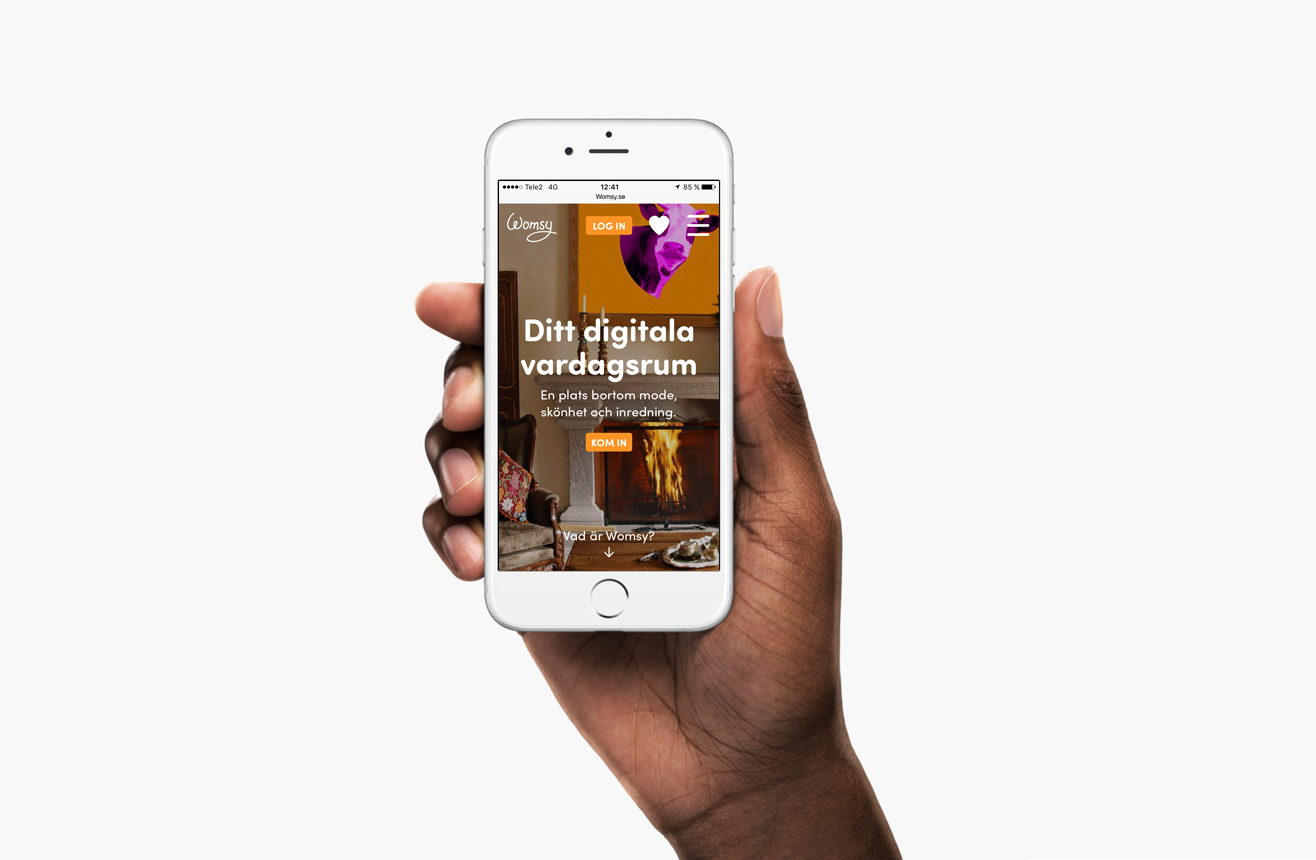 Tele2 4G 12:41 85 %
Womsy.se
Womsy LOG IN
Ditt digitala
vardagsrum
En plats bortom mode,
skönhet och inredning.
KOM IN
Vad är Womsy?